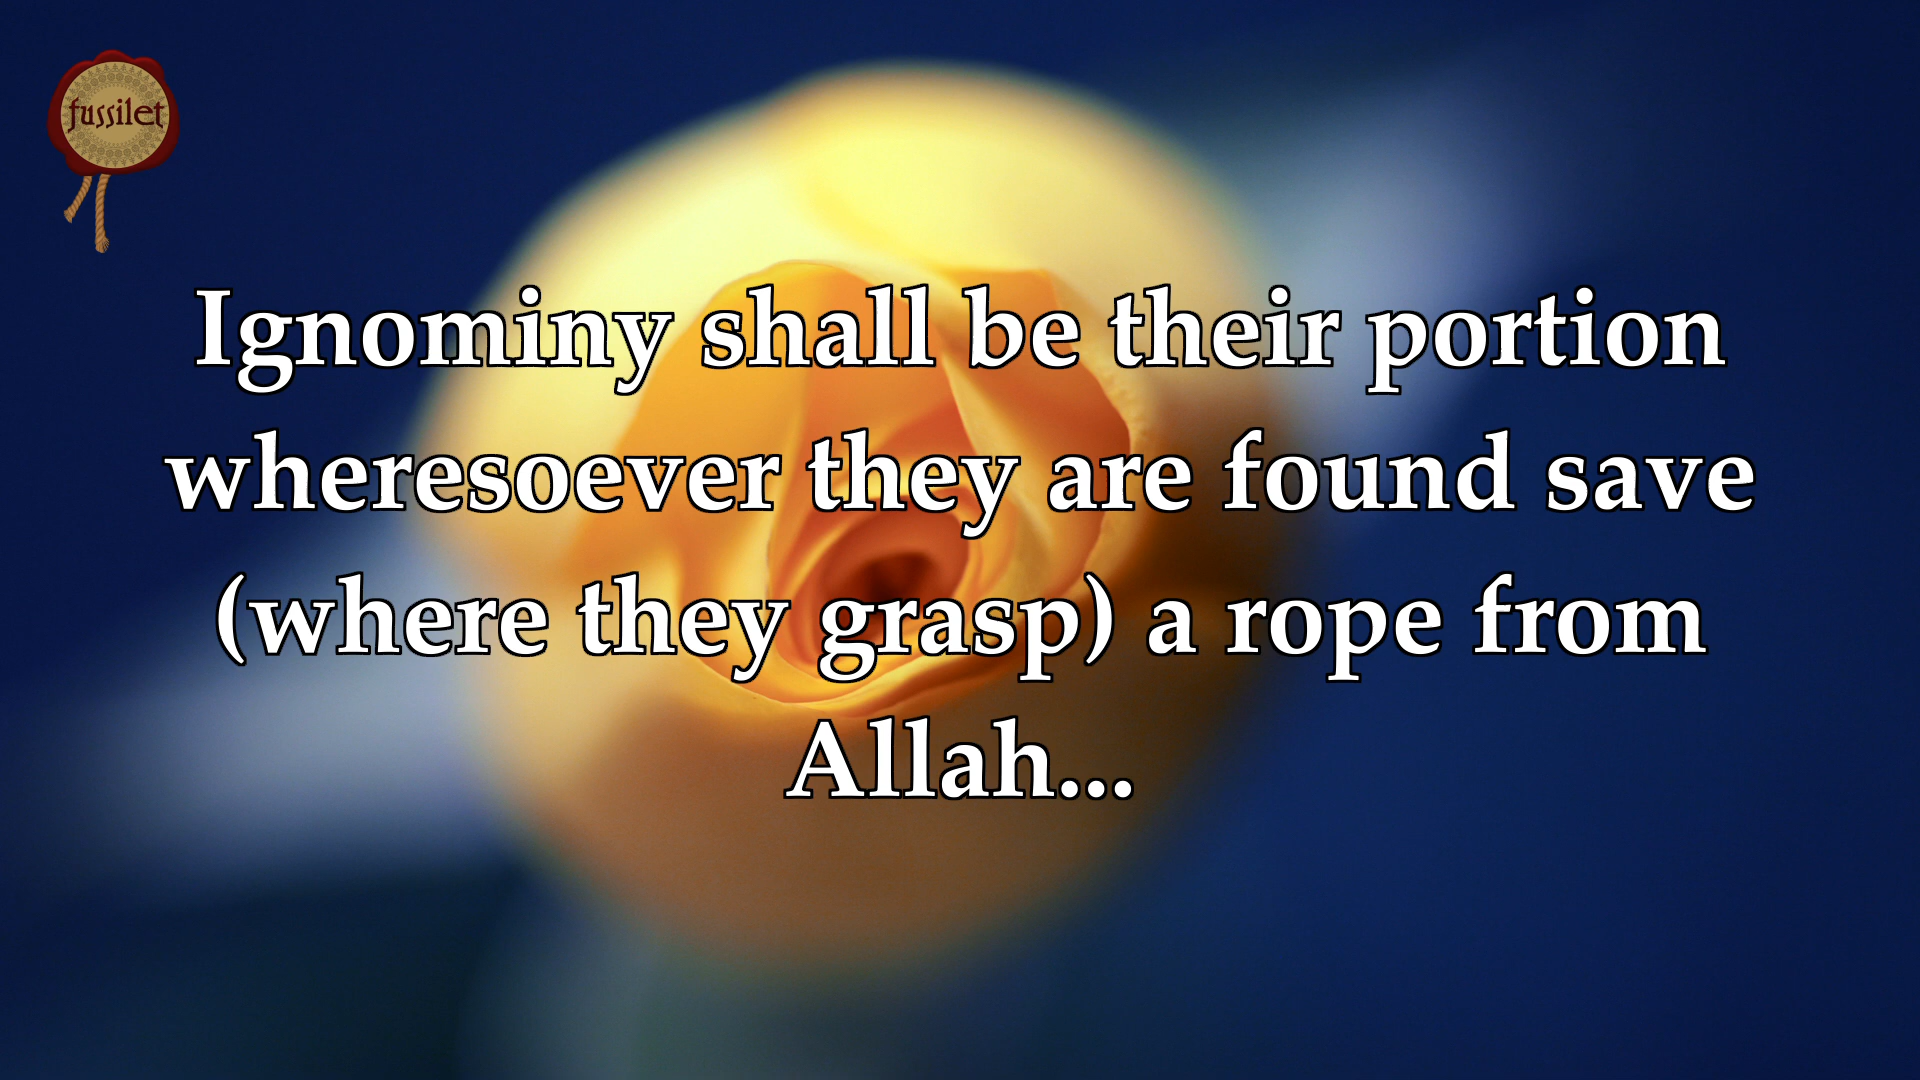 fussilet
Ignominy shall be their portion
wheresoever they are found save
(where they grasp) a rope from
Allah...